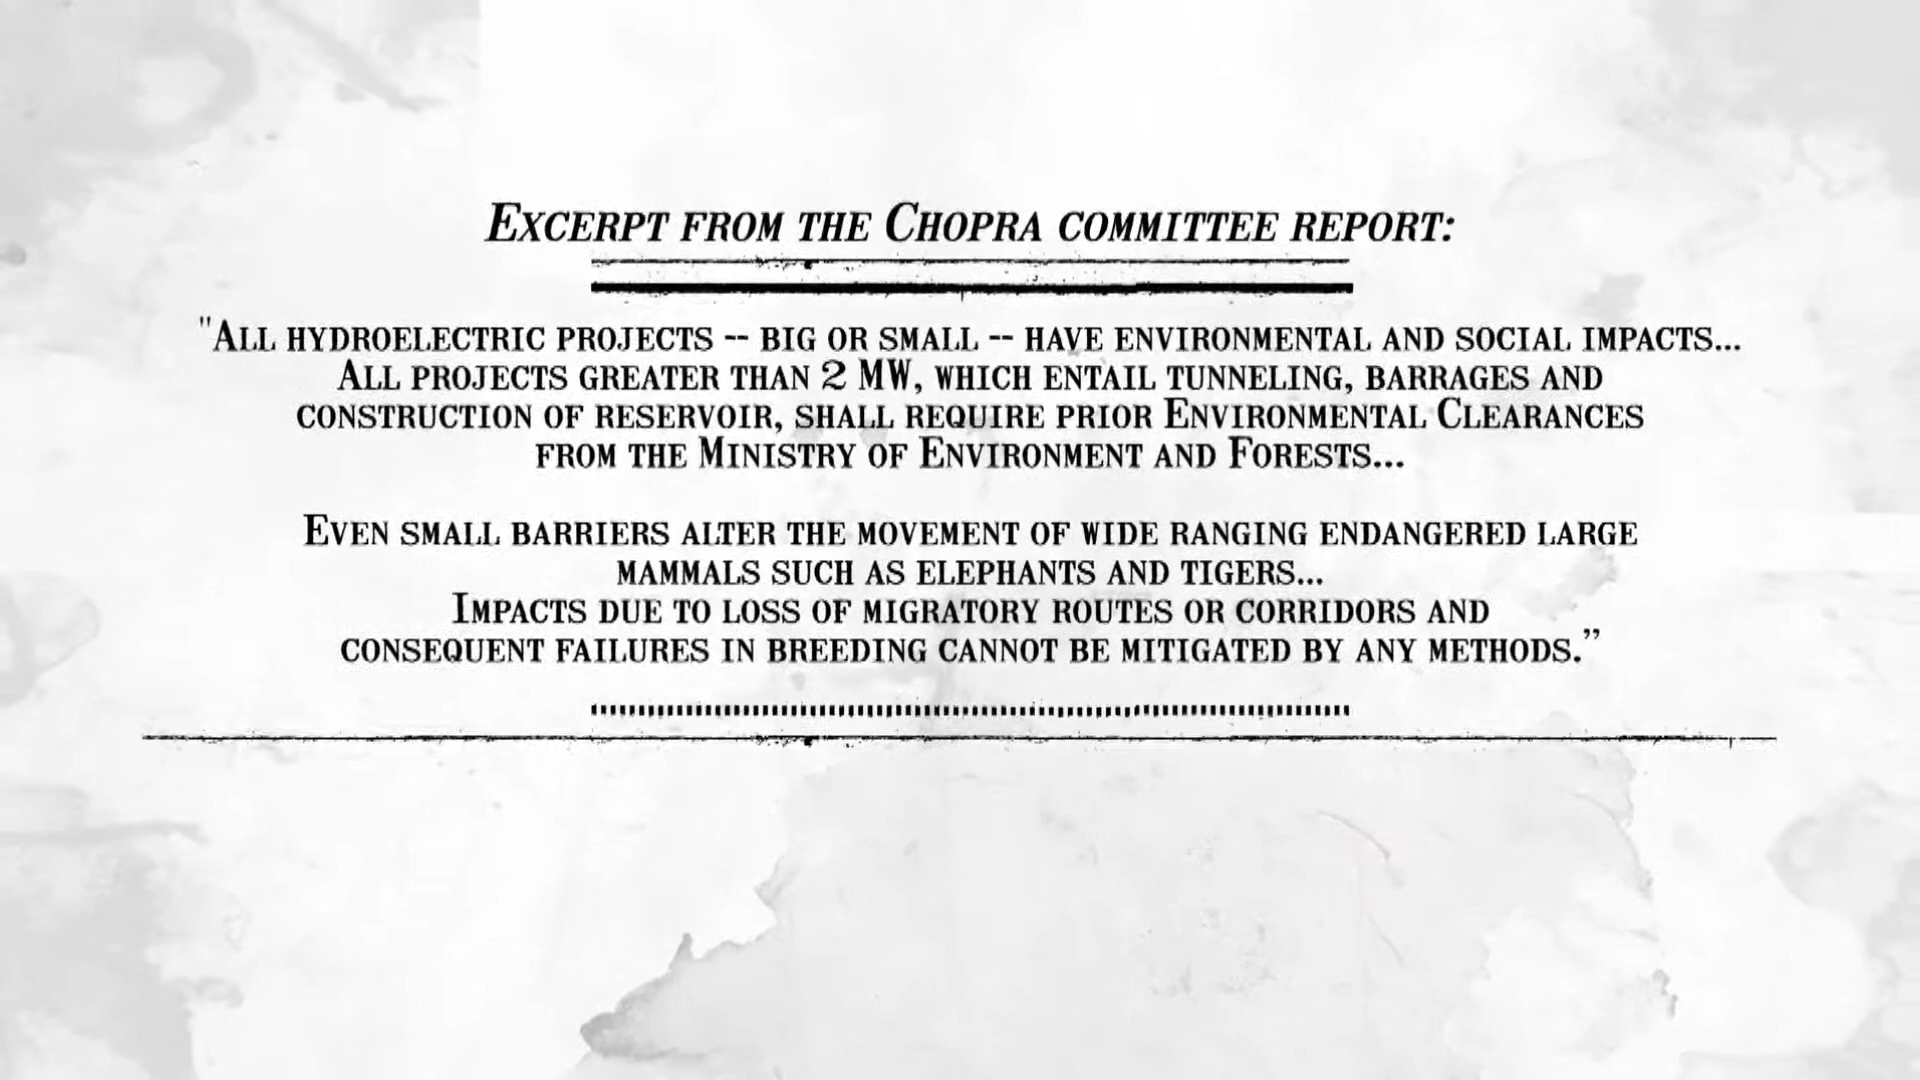 Excerpt from the Chopra committee report:
"All hydroelectric projects -- big or small -- have environmental and social impacts...
All projects greater than 2 MW, which entail tunneling, barrages and
construction of reservoir, shall require prior Environmental Clearances
from the Ministry of Environment and Forests...
Even small barriers alter the movement of wide ranging endangered large
mammals such as elephants and tigers...
Impacts due to loss of migratory routes or corridors and
consequent failures in breeding cannot be mitigated by any methods.”